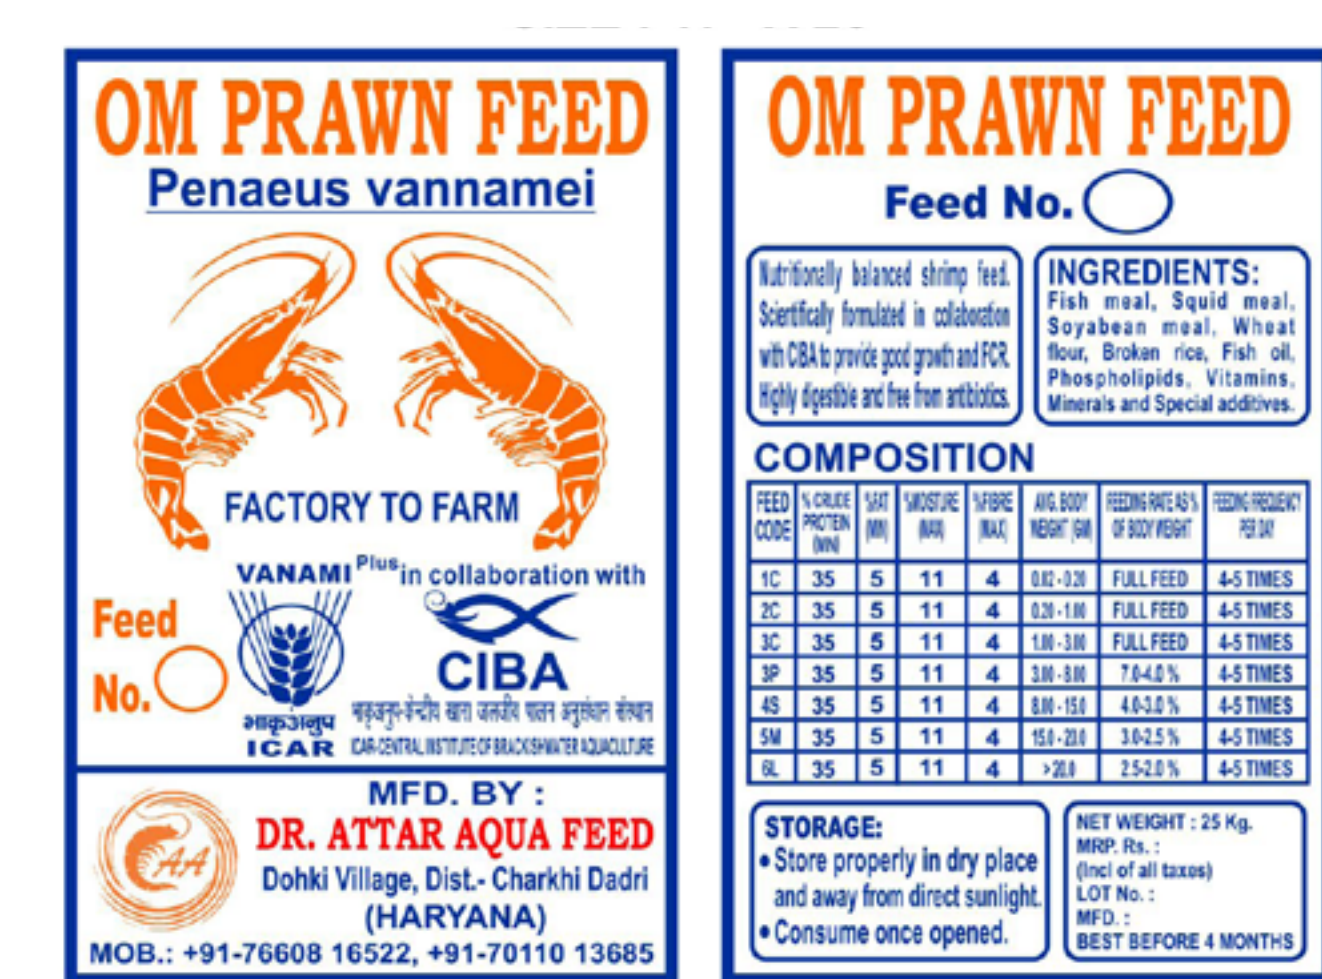 OM PRAWN FEED
Penaeus vannamei
FACTORY TO FARM
VANAMI Plus in collaboration with
Feed
No.
भाकृअनुप
ICAR
CIBA
भाकृअनुप-केन्द्रीय खारा जलजीव पालन अनुसंधान संस्थान
ICAR-CENTRAL INSTITUTE OF BRACKISHWATER AQUACULTURE
MFD. BY :
AA
DR. ATTAR AQUA FEED
Dohki Village, Dist.- Charkhi Dadri
(HARYANA)
MOB.: +91-76608 16522, +91-70110 13685
OM PRAWN FEED
Feed No.
Nutritionally balanced shrimp feed.
Scientifically formulated in collaboration
with CIBA to provide good growth and FCR.
Highly digestible and free from antibiotics.
INGREDIENTS:
Fish meal, Squid meal,
Soyabean meal, Wheat
flour, Broken rice, Fish oil,
Phospholipids, Vitamins,
Minerals and Special additives.
COMPOSITION
FEED CODE % CRUDE PROTEIN (MIN) %FAT (MIN) %MOISTURE (MAX) %FIBRE (MAX) AVG. BODY WEIGHT (GM) FEEDING RATE AS % OF BODY WEIGHT FEEDING FREQUENCY PER DAY
1C 35 5 11 4 0.02 - 0.20 FULL FEED 4-5 TIMES
2C 35 5 11 4 0.20 - 1.00 FULL FEED 4-5 TIMES
3C 35 5 11 4 1.00 - 3.00 FULL FEED 4-5 TIMES
3P 35 5 11 4 3.00 - 8.00 7.0-4.0 % 4-5 TIMES
4S 35 5 11 4 8.00 - 15.0 4.0-3.0 % 4-5 TIMES
5M 35 5 11 4 15.0 - 20.0 3.0-2.5 % 4-5 TIMES
6L 35 5 11 4 >20.0 2.5-2.0 % 4-5 TIMES
STORAGE:
• Store properly in dry place
and away from direct sunlight.
• Consume once opened.
NET WEIGHT : 25 Kg.
MRP. Rs. :
(Incl of all taxes)
LOT No. :
MFD. :
BEST BEFORE 4 MONTHS